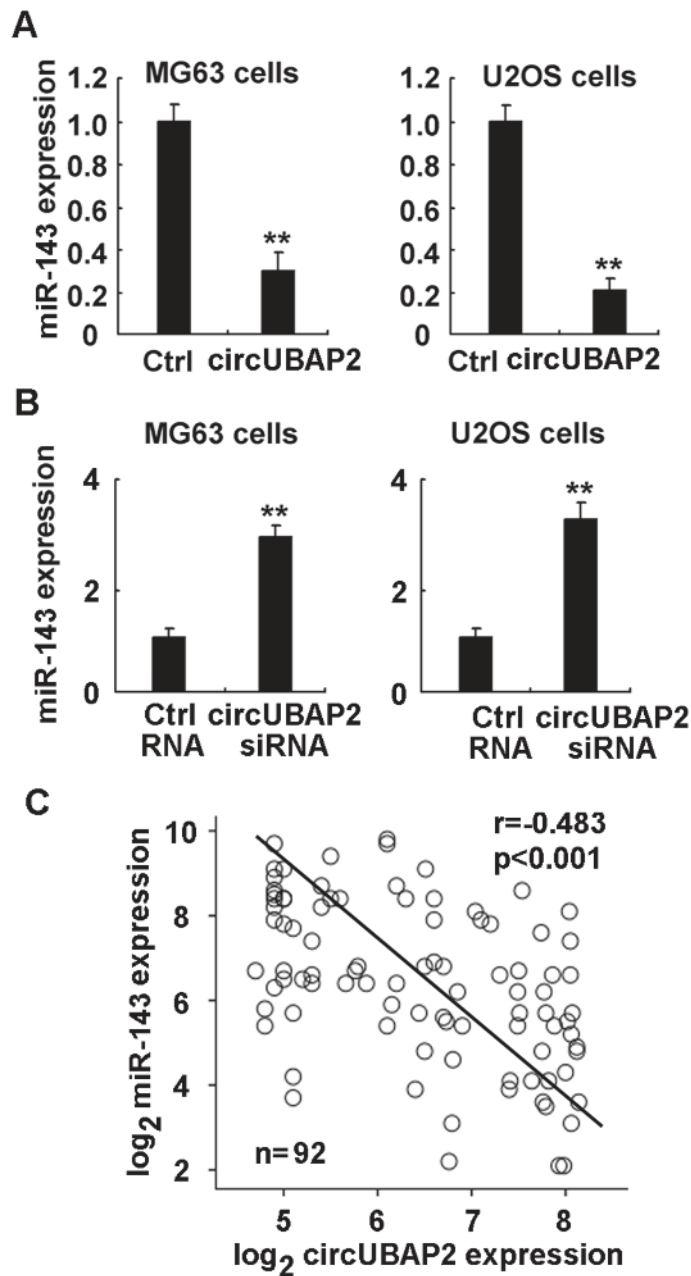 A
MG63 cells
U2OS cells
miR-143 expression
1.2
1.0
0.8
0.6
0.4
0.2
0
**
Ctrl circUBAP2
1.2
1.0
0.8
0.6
0.4
0.2
0
**
Ctrl circUBAP2
B
MG63 cells
U2OS cells
miR-143 expression
4
2
0
**
Ctrl circUBAP2
RNA siRNA
4
2
0
**
Ctrl circUBAP2
RNA siRNA
C
log2 miR-143 expression
10
8
6
4
2
r=-0.483
p<0.001
n=92
5 6 7 8
log2 circUBAP2 expression